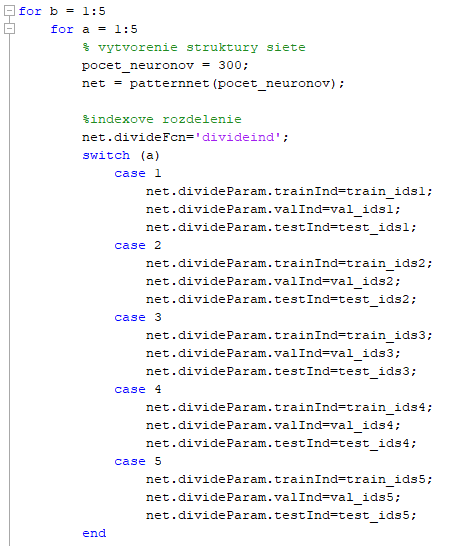 for b = 1:5
for a = 1:5
% vytvorenie struktury siete
pocet_neuronov = 300;
net = patternnet(pocet_neuronov);
%indexove rozdelenie
net.divideFcn='divideind';
switch (a)
case 1
net.divideParam.trainInd=train_ids1;
net.divideParam.valInd=val_ids1;
net.divideParam.testInd=test_ids1;
case 2
net.divideParam.trainInd=train_ids2;
net.divideParam.valInd=val_ids2;
net.divideParam.testInd=test_ids2;
case 3
net.divideParam.trainInd=train_ids3;
net.divideParam.valInd=val_ids3;
net.divideParam.testInd=test_ids3;
case 4
net.divideParam.trainInd=train_ids4;
net.divideParam.valInd=val_ids4;
net.divideParam.testInd=test_ids4;
case 5
net.divideParam.trainInd=train_ids5;
net.divideParam.valInd=val_ids5;
net.divideParam.testInd=test_ids5;
end